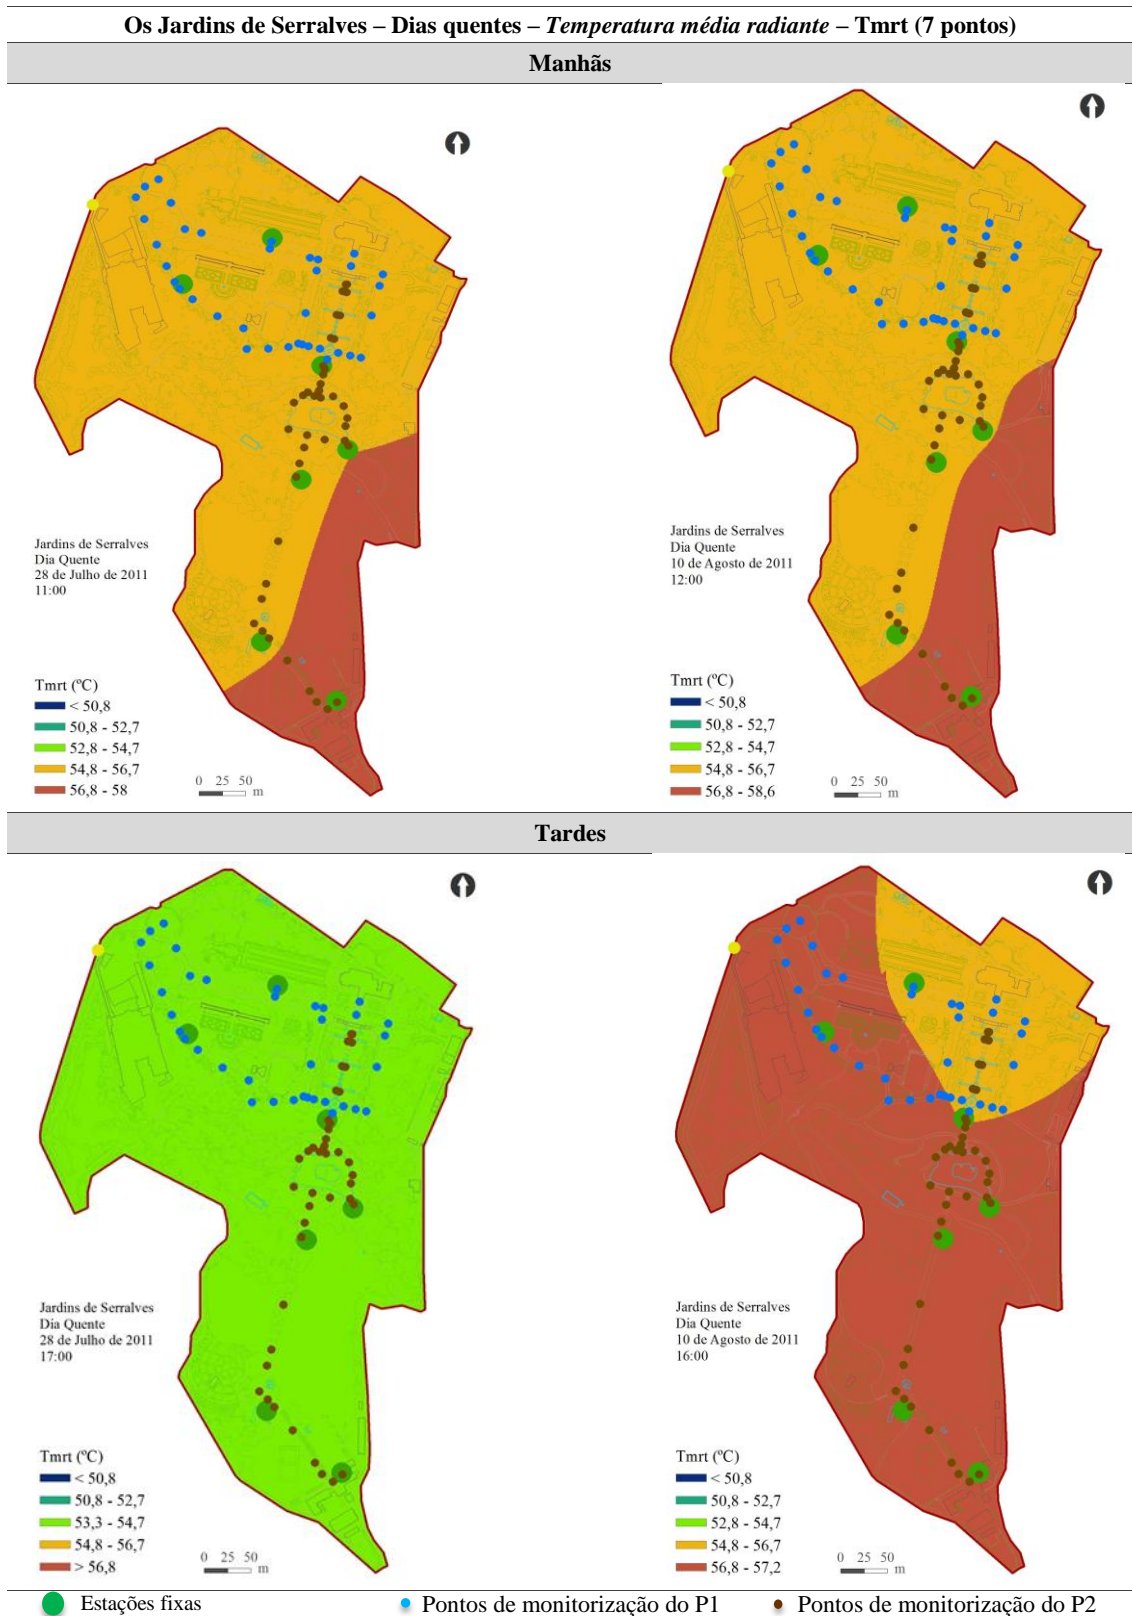 Os Jardins de Serralves – Dias quentes – Temperatura média radiante – Tmrt (7 pontos)
Manhãs
Jardins de Serralves
Dia Quente
28 de Julho de 2011
11:00
Tmrt (ºC)
< 50,8
50,8 - 52,7
52,8 - 54,7
54,8 - 56,7
56,8 - 58
0 25 50
m
Jardins de Serralves
Dia Quente
10 de Agosto de 2011
12:00
Tmrt (ºC)
< 50,8
50,8 - 52,7
52,8 - 54,7
54,8 - 56,7
56,8 - 58,6
0 25 50
m
Tardes
Jardins de Serralves
Dia Quente
28 de Julho de 2011
17:00
Tmrt (ºC)
< 50,8
50,8 - 52,7
53,3 - 54,7
54,8 - 56,7
> 56,8
0 25 50
m
Jardins de Serralves
Dia Quente
10 de Agosto de 2011
16:00
Tmrt (ºC)
< 50,8
50,8 - 52,7
52,8 - 54,7
54,8 - 56,7
56,8 - 57,2
0 25 50
m
Estações fixas
Pontos de monitorização do P1
Pontos de monitorização do P2